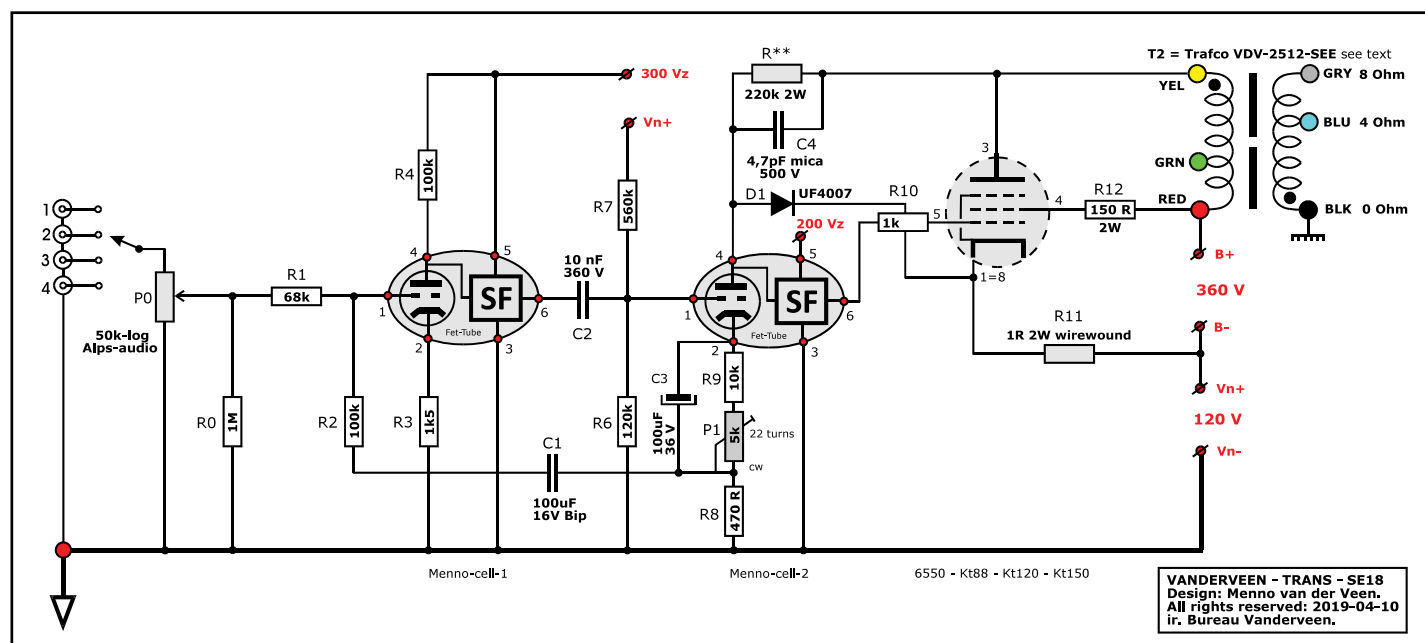 T2 = Trafco VDV-2512-SEE see text
R**
220k 2W
YEL
GRY 8 Ohm
300 Vz
Vn+
C4
4,7pF mica
500 V
3
BLU 4 Ohm
GRN
R4
100k
R7
560k
D1
UF4007
R10
1k
5
4
R12
150 R
2W
RED
BLK 0 Ohm
200 Vz
1
2
3
4
P0
50k-log
Alps-audio
R1
68k
4
5
SF
1
6
Fet-Tube
2
3
10 nF
360 V
C2
4
5
SF
1
6
Fet-Tube
2
3
1=8
B+
360 V
B-
R11
1R 2W wirewound
Vn+
120 V
Vn-
R0
1M
R2
100k
R3
1k5
R6
120k
C3
100uF
36 V
R9
10k
P1
5k
22 turns
cw
C1
100uF
16V Bip
R8
470 R
Menno-cell-1
Menno-cell-2
6550 - Kt88 - Kt120 - Kt150
VANDERVEEN - TRANS - SE18
Design: Menno van der Veen.
All rights reserved: 2019-04-10
ir. Bureau Vanderveen.